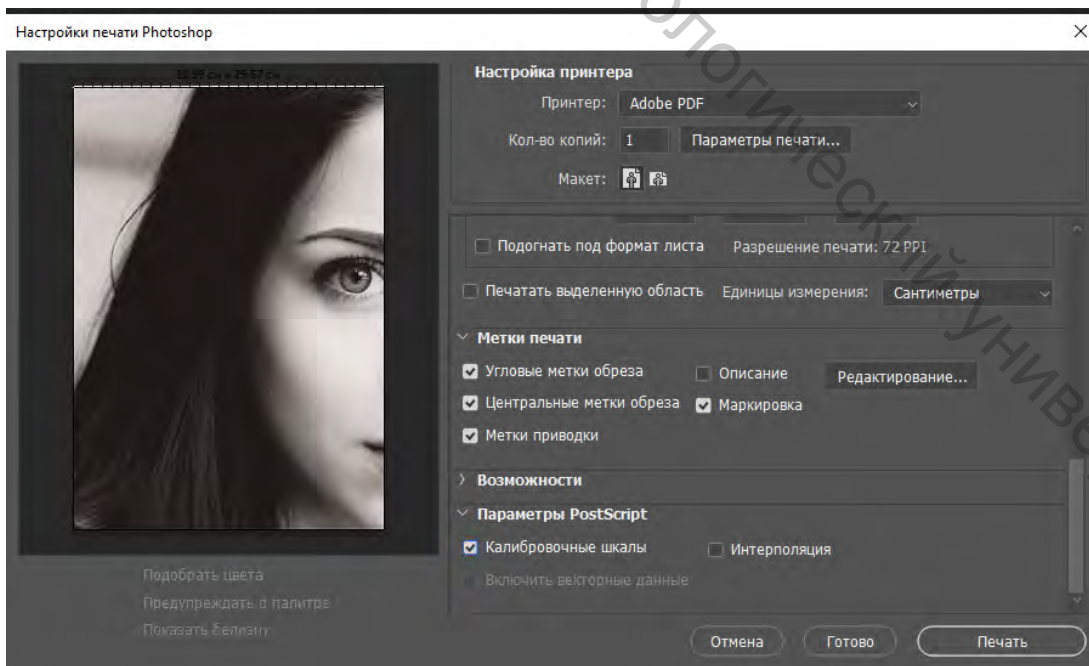 Настройки печати Photoshop
Настройка принтера
Принтер: Adobe PDF
Кол-во копий: 1 Параметры печати...
Макет:
Подогнать под формат листа Разрешение печати: 72 PPI
Печатать выделенную область Единицы измерения: Сантиметры
Метки печати
Угловые метки обреза Описание Редактирование...
Центральные метки обреза Маркировка
Метки приводки
Возможности
Параметры PostScript
Калибровочные шкалы Интерполяция
Включить векторные данные
Подобрать цвета
Предупреждать о палитре
Показать белизну
Отмена Готово Печать